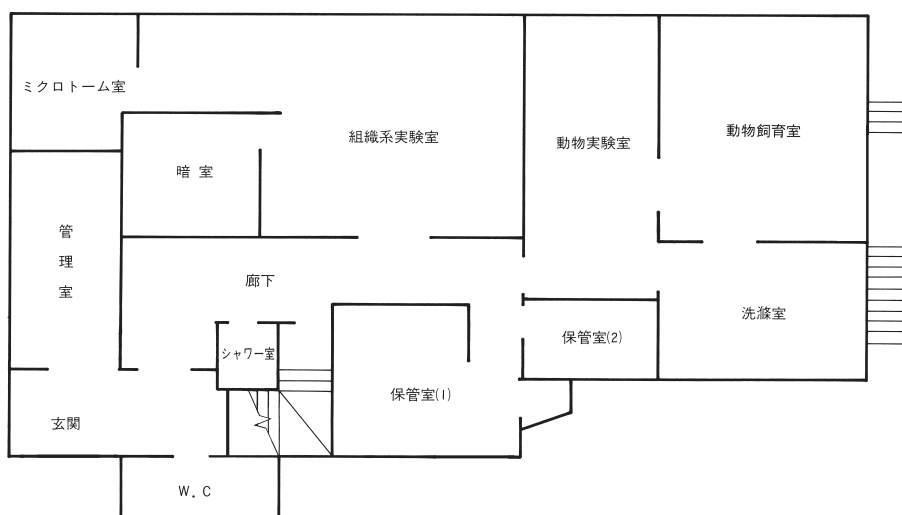 ミクロトーム室
組織系実験室
動物実験室
動物飼育室
暗室
管理室
廊下
洗滌室
シャワー室
保管室(2)
保管室(1)
玄関
W.C